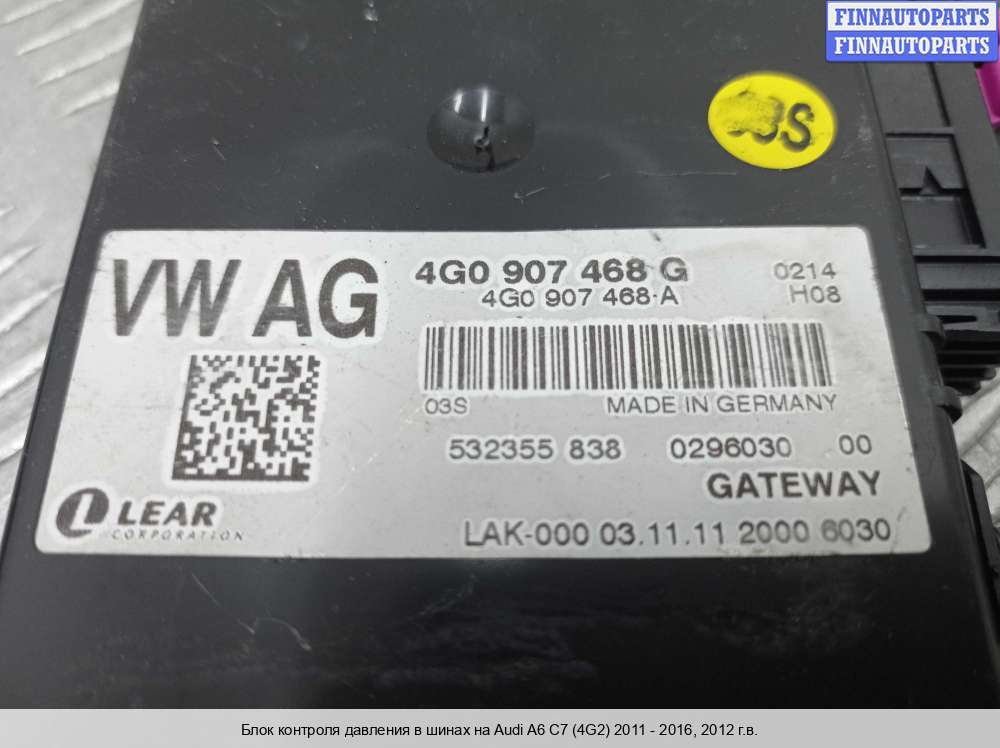 FINNAUTOPARTS
FINNAUTOPARTS
VW AG
4G0 907 468 G
0214
4G0 907 468 A
H08
03S
MADE IN GERMANY
532355 838
0296030
00
GATEWAY
LEAR
CORPORATION
LAK-000 03.11.11 2000 6030
Блок контроля давления в шинах на Audi A6 C7 (4G2) 2011 - 2016, 2012 г.в.